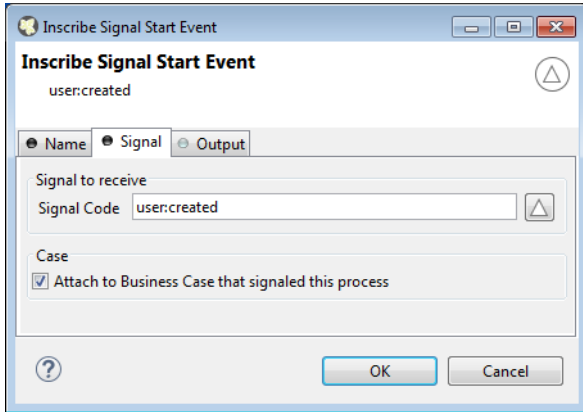 Inscribe Signal Start Event
Inscribe Signal Start Event
user:created
Name Signal Output
Signal to receive
Signal Code user:created
Case
Attach to Business Case that signaled this process
? OK Cancel